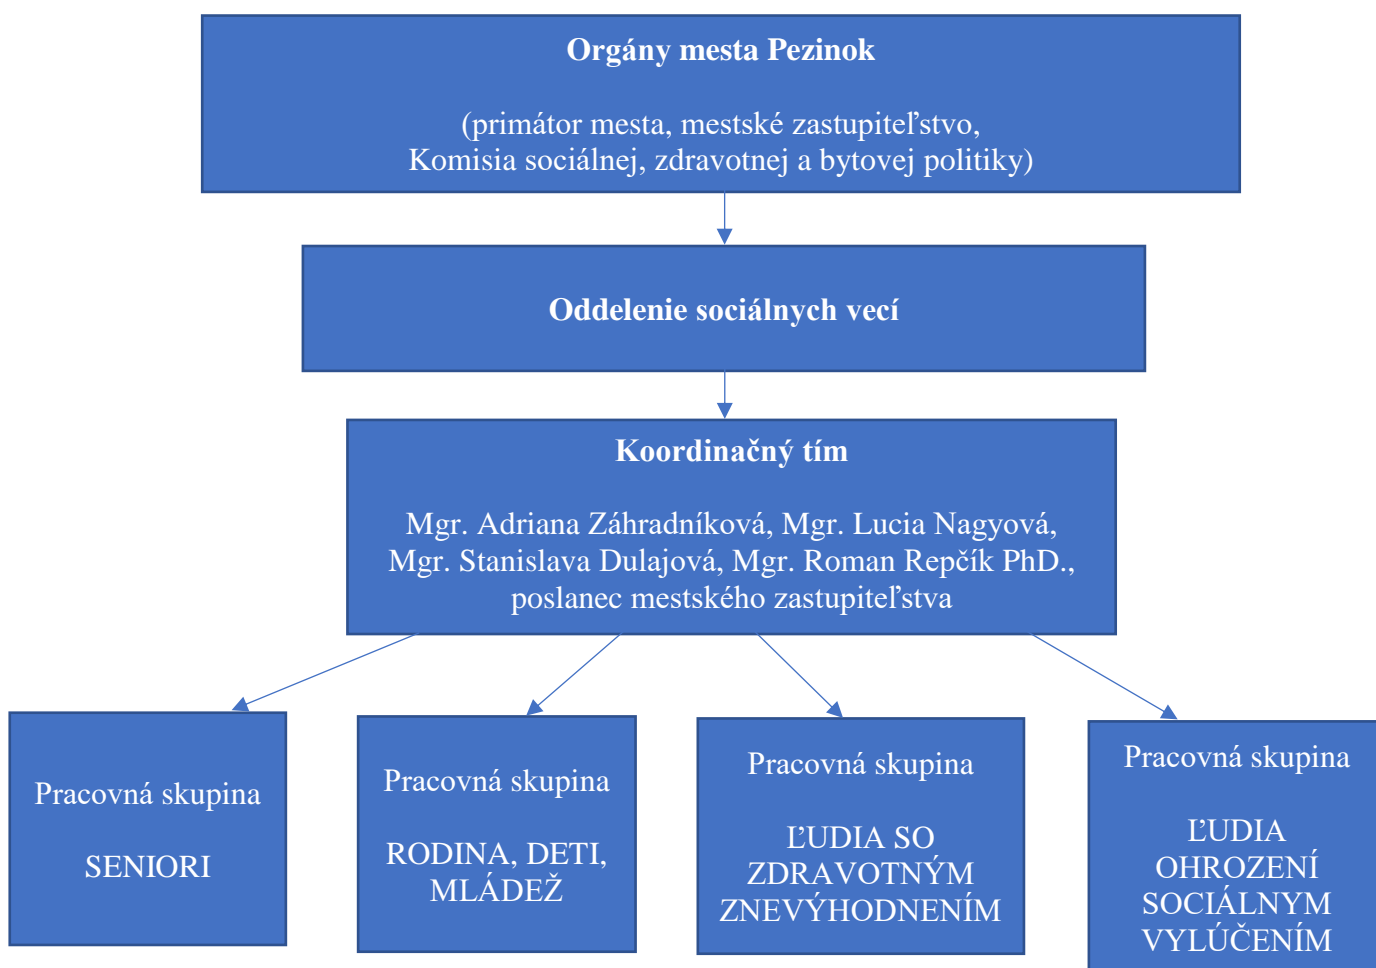 Orgány mesta Pezinok
(primátor mesta, mestské zastupiteľstvo,
Komisia sociálnej, zdravotnej a bytovej politiky)
Oddelenie sociálnych vecí
Koordinačný tím
Mgr. Adriana Záhradníková, Mgr. Lucia Nagyová,
Mgr. Stanislava Dulajová, Mgr. Roman Repčík PhD.,
poslanec mestského zastupiteľstva
Pracovná skupina
SENIORI
Pracovná skupina
RODINA, DETI,
MLÁDEŽ
Pracovná skupina
ĽUDIA SO
ZDRAVOTNÝM
ZNEVÝHODNENÍM
Pracovná skupina
ĽUDIA
OHROZENÍ
SOCIÁLNYM
VYLÚČENÍM